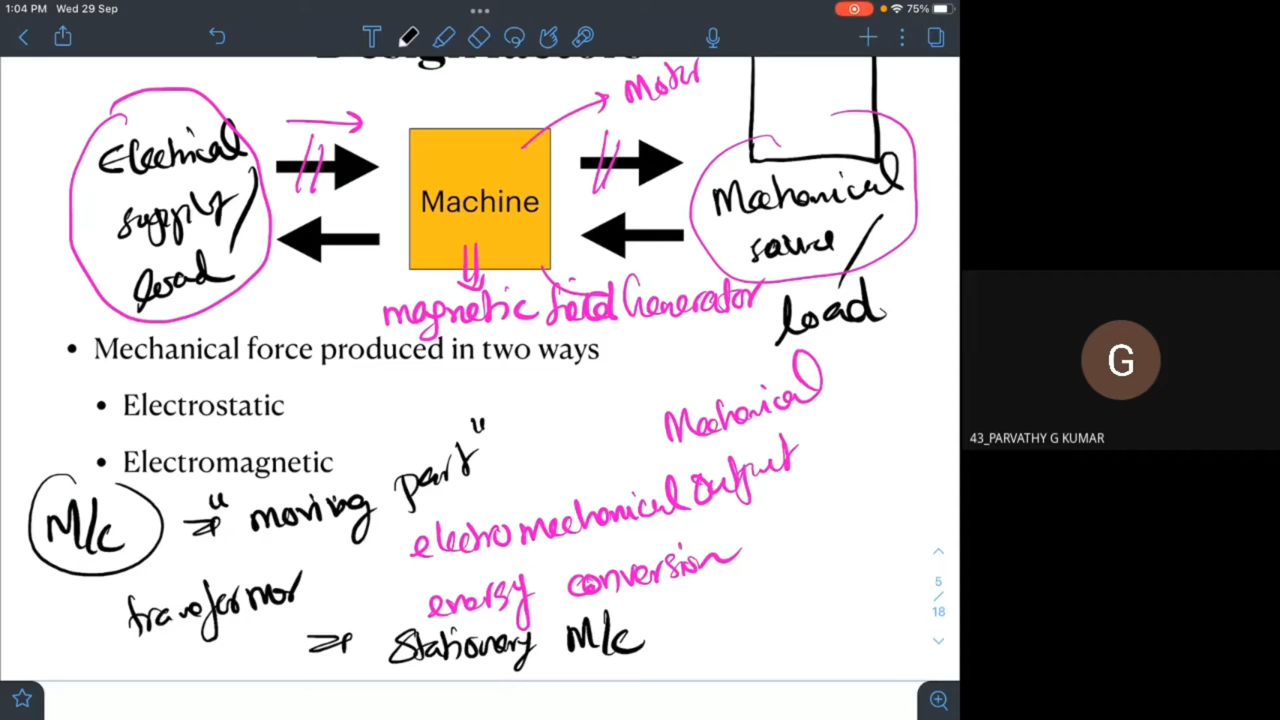 1:04 PM Wed 29 Sep
75%
Motor
Electrical
supply/
load
Machine
Mechanical
source/
load
magnetic field
Generator
• Mechanical force produced in two ways
• Electrostatic
• Electromagnetic
Mechanical
output
M/c ⇒ "moving part"
electromechanical
energy conversion
transformer
⇒ Stationary M/c
5
/
18
G
43_PARVATHY G KUMAR